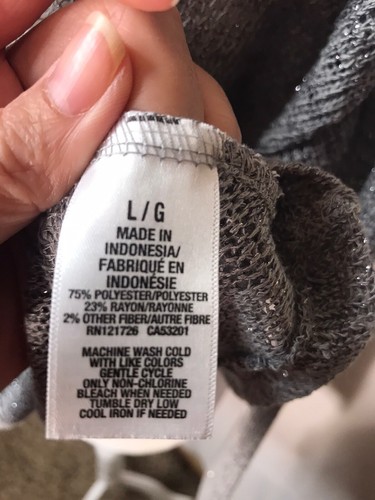 L/G
MADE IN
INDONESIA/
FABRIQUÉ EN
INDONÉSIE
75% POLYESTER/POLYESTER
23% RAYON/RAYONNE
2% OTHER FIBER/AUTRE FIBRE
RN121726 CA53201
MACHINE WASH COLD
WITH LIKE COLORS
GENTLE CYCLE
ONLY NON-CHLORINE
BLEACH WHEN NEEDED
TUMBLE DRY LOW
COOL IRON IF NEEDED